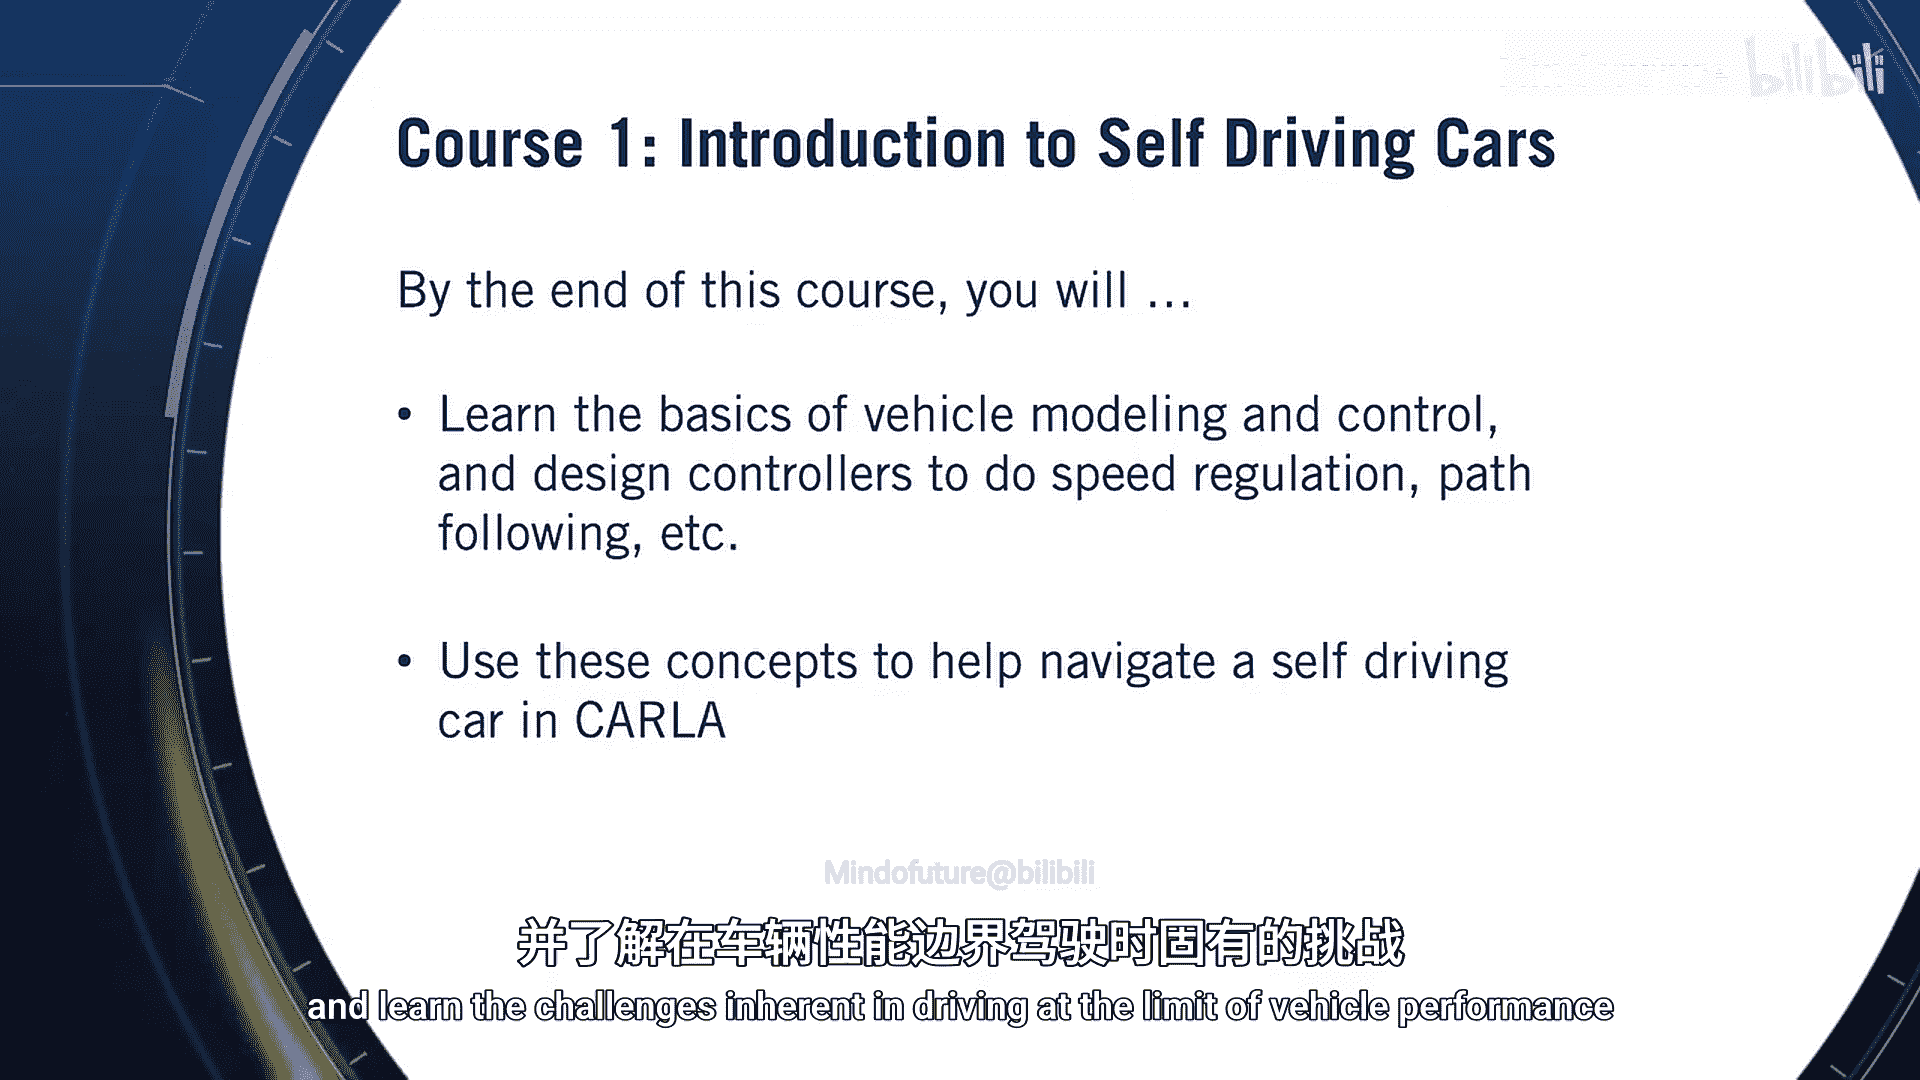 bilibili
Course 1: Introduction to Self Driving Cars
By the end of this course, you will ...
• Learn the basics of vehicle modeling and control,
and design controllers to do speed regulation, path
following, etc.
• Use these concepts to help navigate a self driving
car in CARLA
Mindofuture@bilibili
并了解在车辆性能边界驾驶时固有的挑战
and learn the challenges inherent in driving at the limit of vehicle performance